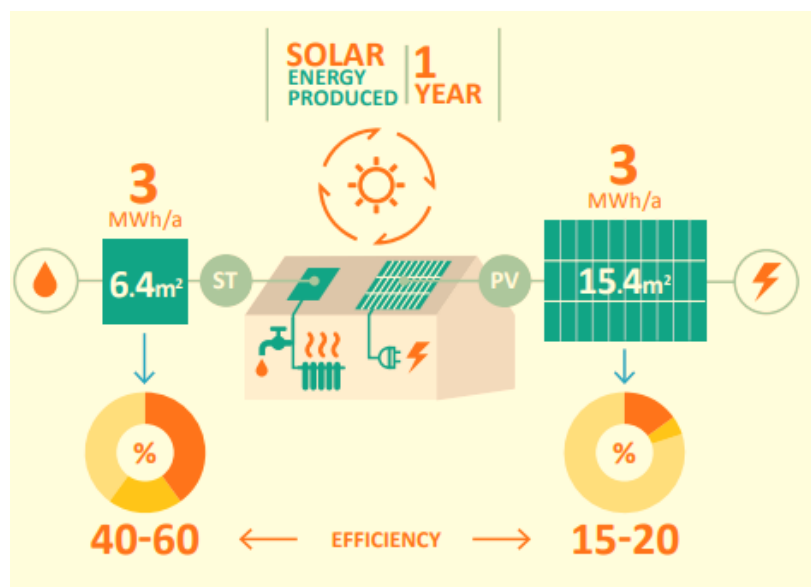 SOLAR
ENERGY
PRODUCED
1
YEAR
3
MWh/a
6.4m²
ST
3
MWh/a
PV
15.4m²
%
%
40-60
EFFICIENCY
15-20